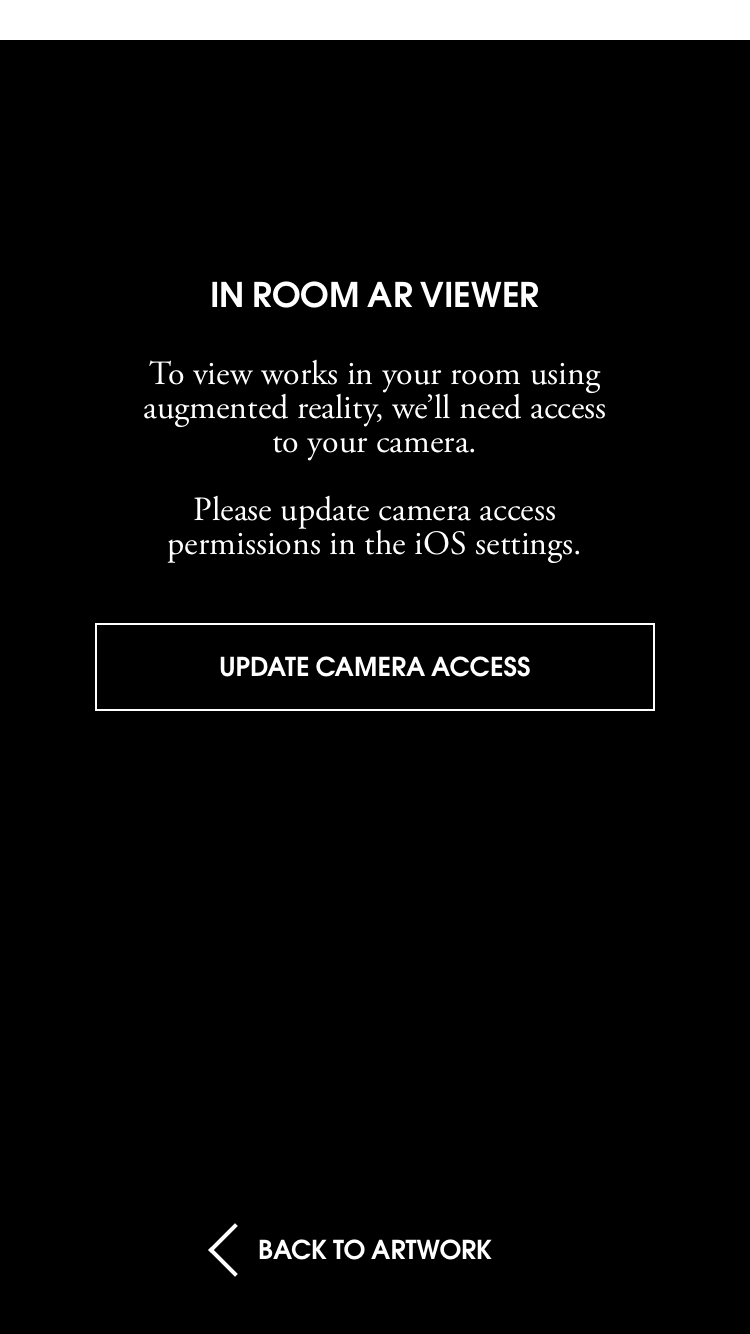 IN ROOM AR VIEWER
To view works in your room using
augmented reality, we’ll need access
to your camera.
Please update camera access
permissions in the iOS settings.
UPDATE CAMERA ACCESS
BACK TO ARTWORK